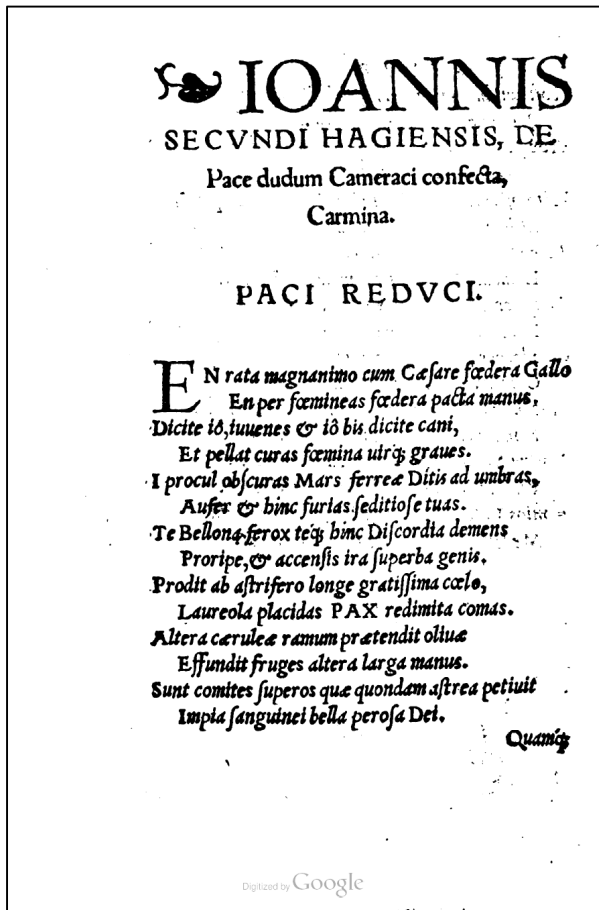 IOANNIS
SECVNDI HAGIENSIS, DE
Pace dudum Cameraci confecta,
Carmina.
PACI REDVCI.
EN rata magnanimo cum Cæſare fœdera Gallo
En per fœmineas fœdera pacta manus,
Dicite iô, iuuenes & iô bis dicite cani,
Et pellat curas fœmina uirqȝ graues.
I procul obſcuras Mars ferreæ Ditis ad umbras,
Aufer & hinc furias ſeditioſe tuas.
Te Bellona ferox teqȝ hinc Diſcordia demens
Proripe, & accenſis ira ſuperba genis.
Prodit ab aſtrifero longe gratiſſima cœlo,
Laureola placidas PAX redimita comas.
Altera cæruleæ ramum prætendit oliuæ
Effundit fruges altera larga manus.
Sunt comites ſuperos quæ quondam aſtrea petiuit
Impia ſanguinei bella peroſa Dei.
Quamqȝ
Digitized by Google